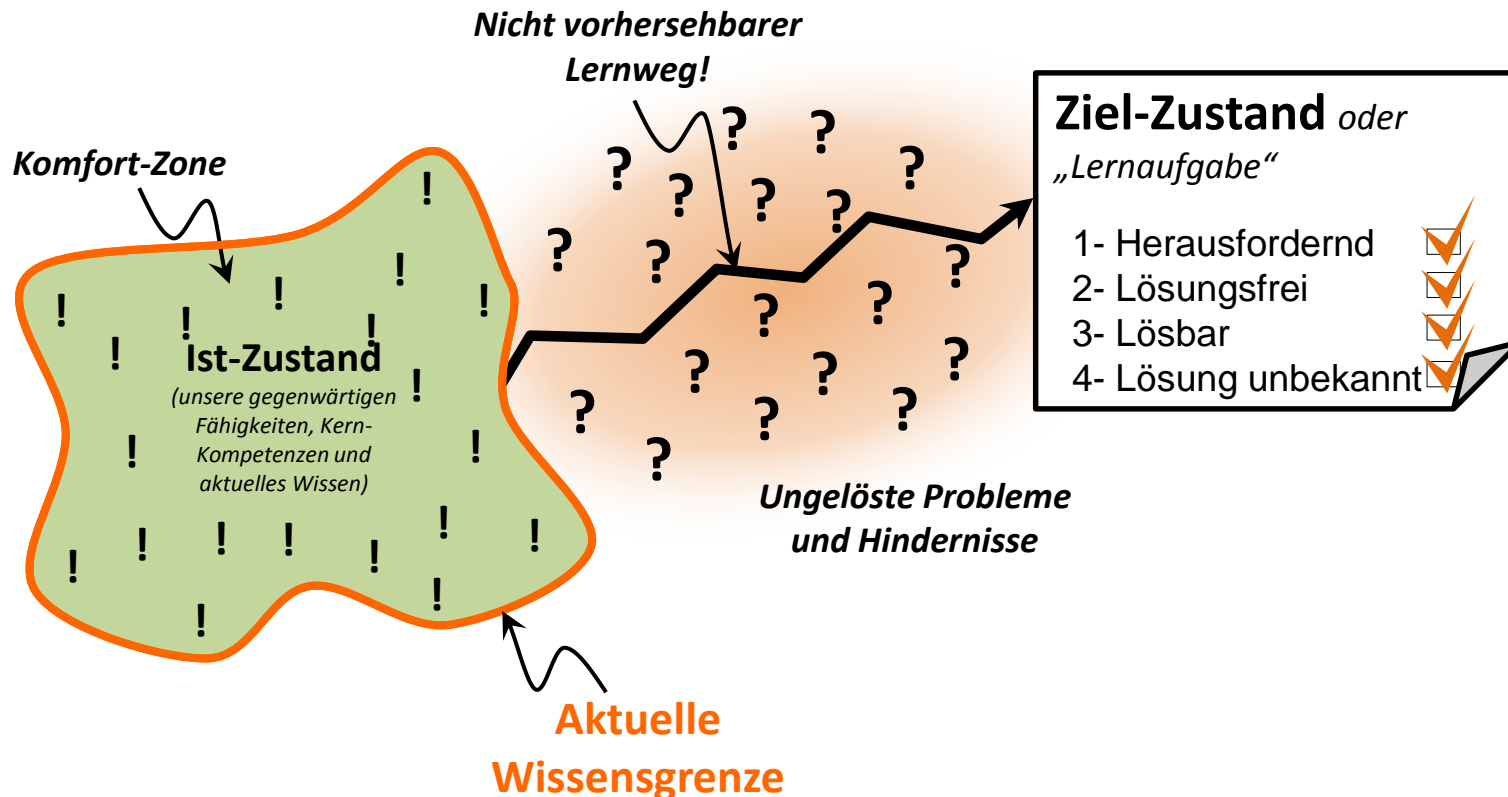 Nicht vorhersehbarer
Lernweg!
Komfort-Zone
Ziel-Zustand oder
„Lernaufgabe“
1- Herausfordernd
2- Lösungsfrei
3- Lösbar
4- Lösung unbekannt
? ? ? ? ? ? ? ? ? ? ? ? ? ? ? ? ? ? ? ? ?
! ! ! ! ! ! ! ! ! ! ! ! ! ! ! ! ! ! ! !
Ist-Zustand
(unsere gegenwärtigen
Fähigkeiten, Kern-
Kompetenzen und
aktuelles Wissen)
Ungelöste Probleme
und Hindernisse
Aktuelle
Wissensgrenze